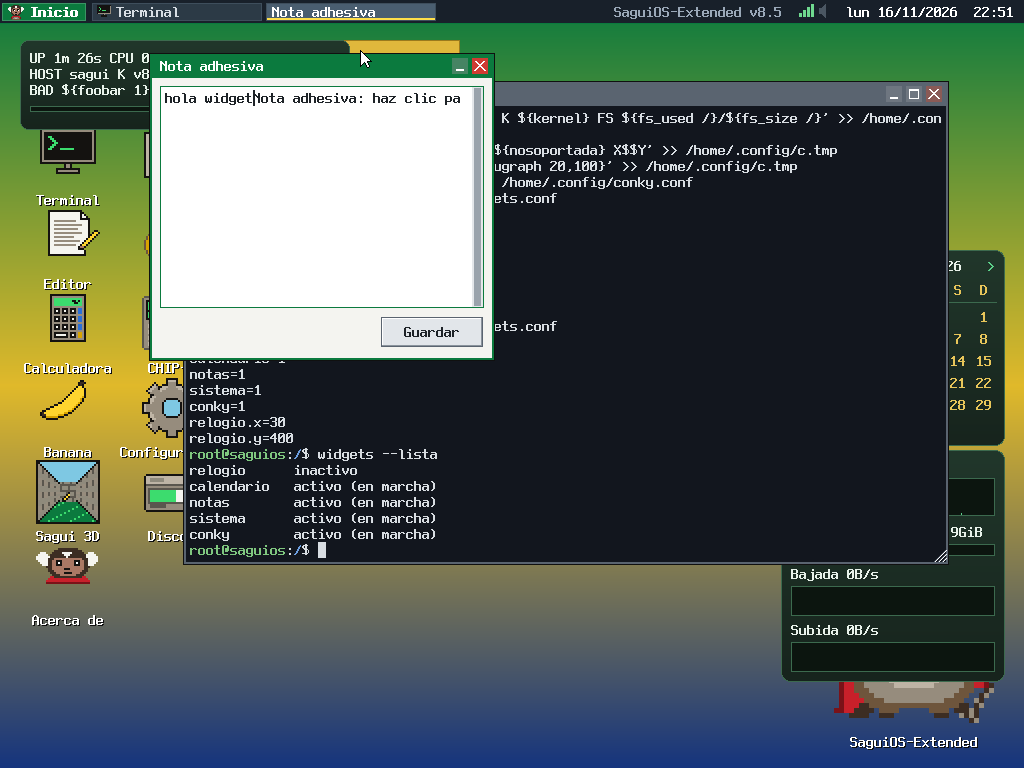 Inicio
Terminal
Nota adhesiva
SaguiOS-Extended v8.5
lun 16/11/2026 22:51
UP 1m 26s CPU 0
HOST sagui K v8
BAD ${foobar 1}
Nota adhesiva
hola widgetNota adhesiva: haz clic pa
Guardar
K ${kernel} FS ${fs_used /}/${fs_size /}' >> /home/.con
${nosoportada} X$$Y' >> /home/.config/c.tmp
ugraph 20,100}' >> /home/.config/c.tmp
/home/.config/conky.conf
ets.conf
ets.conf
notas=1
sistema=1
conky=1
relogio.x=30
relogio.y=400
root@saguios:/$ widgets --lista
relogio inactivo
calendario activo (en marcha)
notas activo (en marcha)
sistema activo (en marcha)
conky activo (en marcha)
root@saguios:/$
Terminal
Editor
Calculadora
CHIP
Banana
Configur
Sagui 3D
Disco
Acerca de
26 >
S D
1
7 8
14 15
21 22
28 29
9GiB
Bajada 0B/s
Subida 0B/s
SaguiOS-Extended